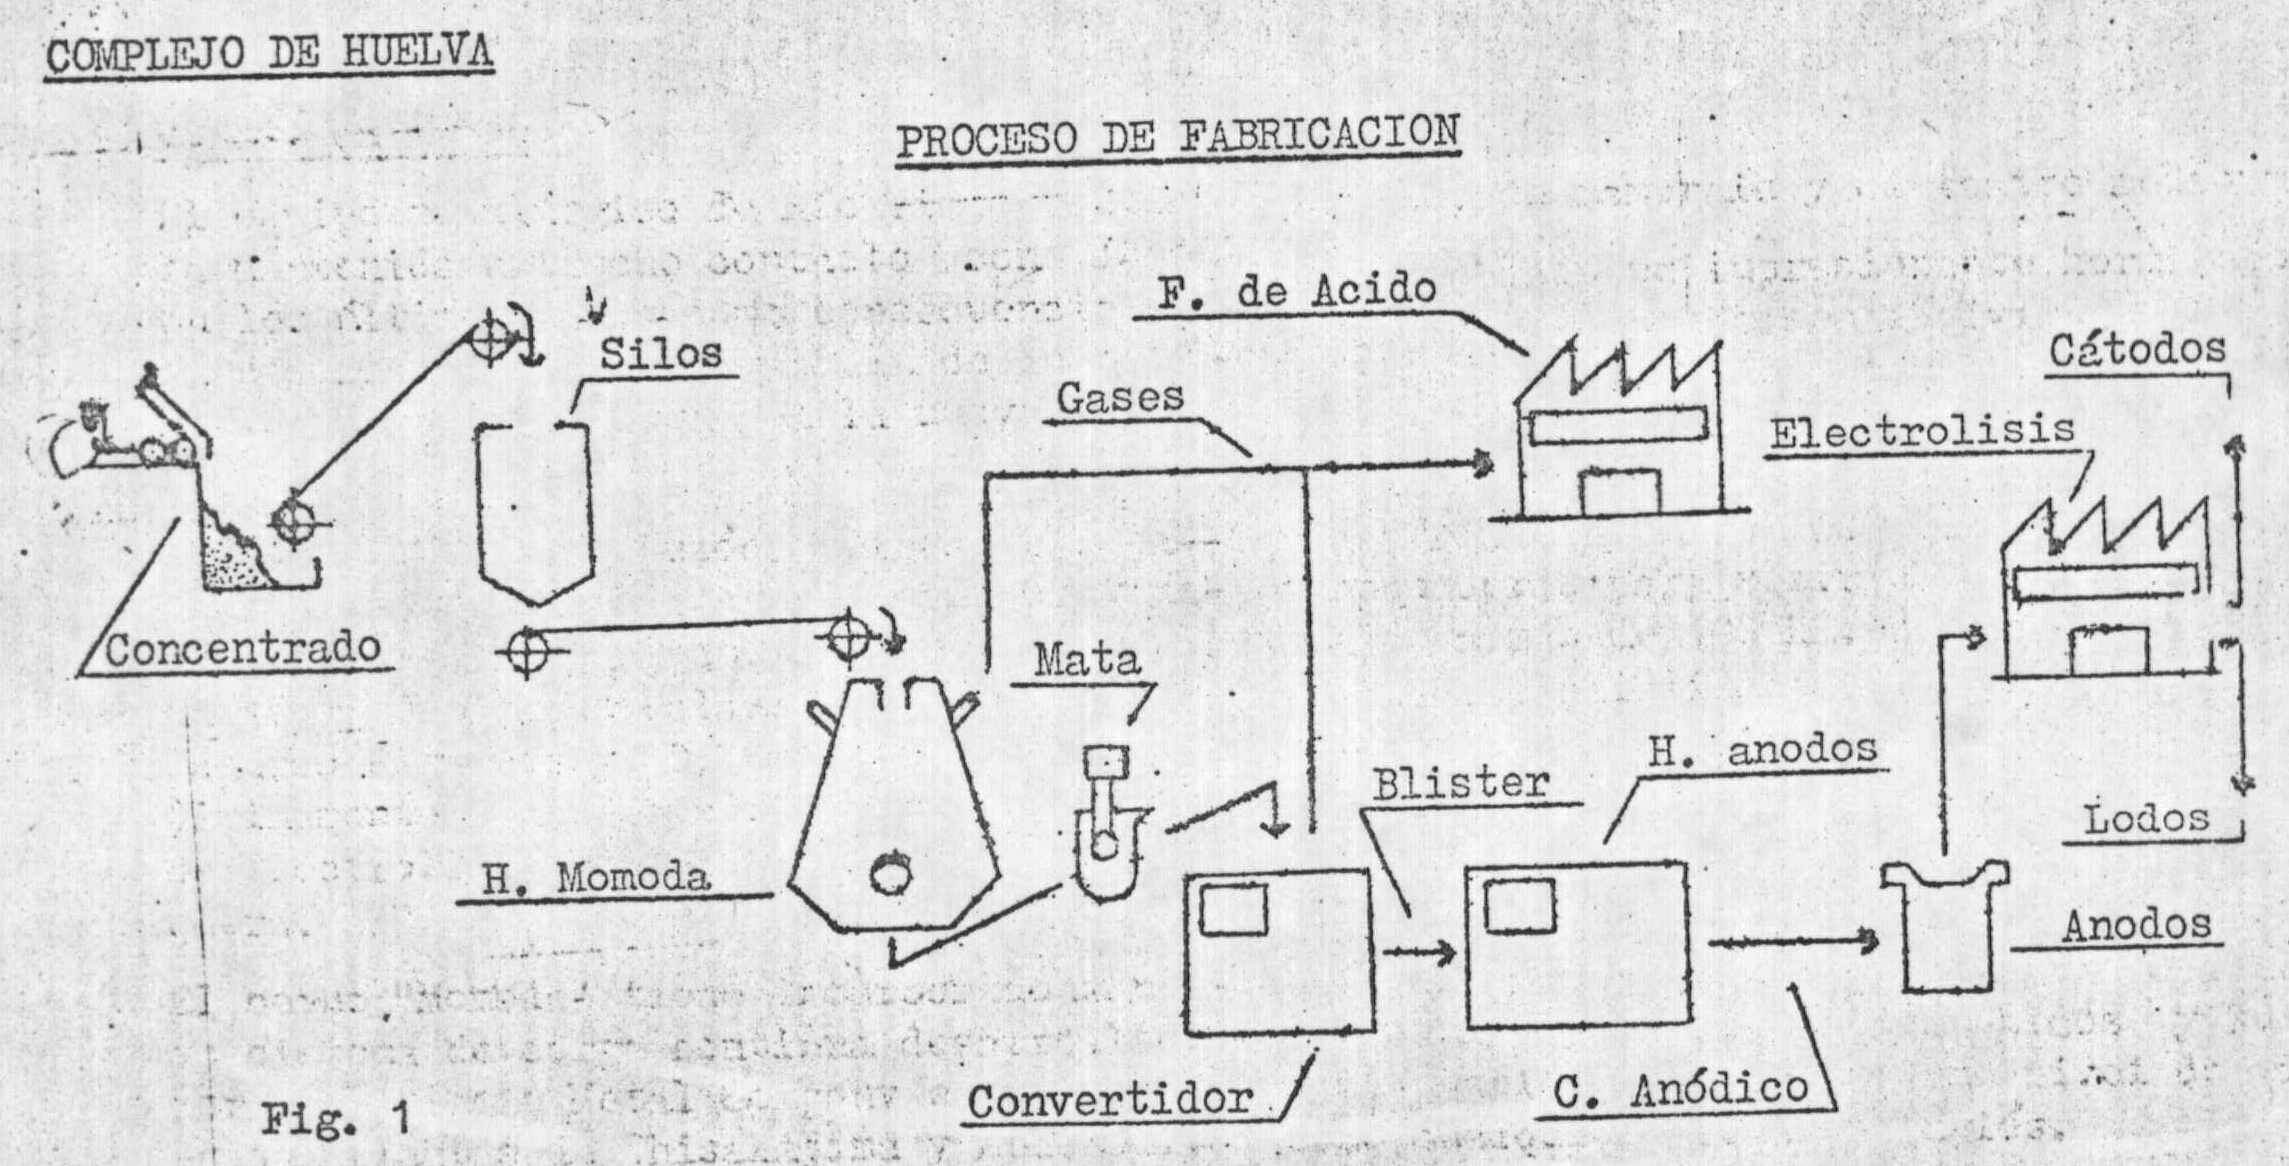 COMPLEJO DE HUELVA
PROCESO DE FABRICACION
F. de Acido
Silos
Cátodos
Gases
Electrolisis
Concentrado
Mata
H. anodos
Blister
Lodos
H. Momoda
Anodos
Convertidor
C. Anódico
Fig. 1